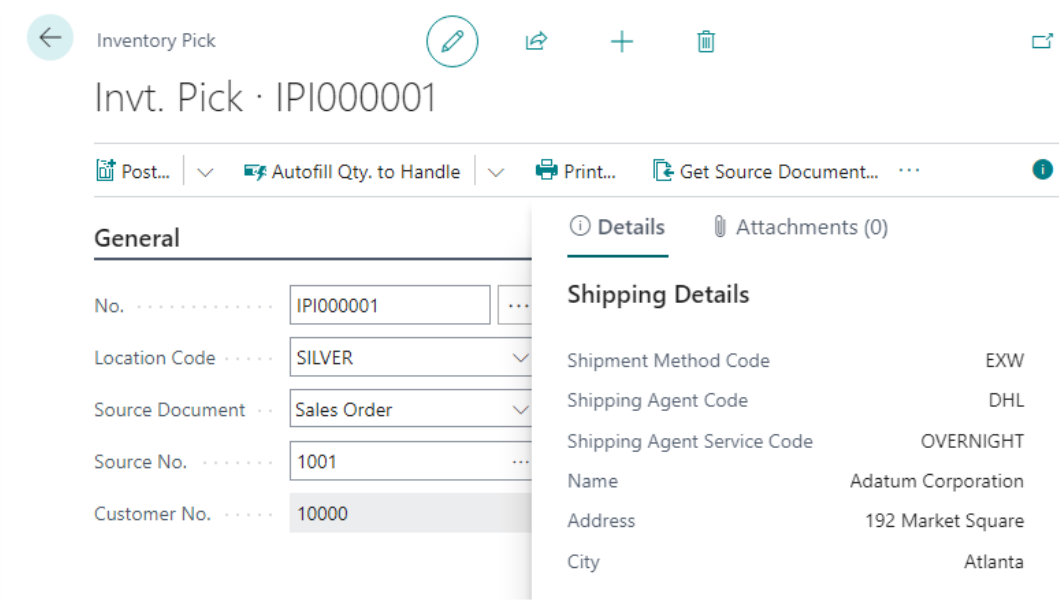 Inventory Pick
Invt. Pick · IPI000001
Post... Autofill Qty. to Handle Print... Get Source Document... ···
General
No. IPI000001 ...
Location Code SILVER
Source Document Sales Order
Source No. 1001 ...
Customer No. 10000
Details Attachments (0)
Shipping Details
Shipment Method Code EXW
Shipping Agent Code DHL
Shipping Agent Service Code OVERNIGHT
Name Adatum Corporation
Address 192 Market Square
City Atlanta